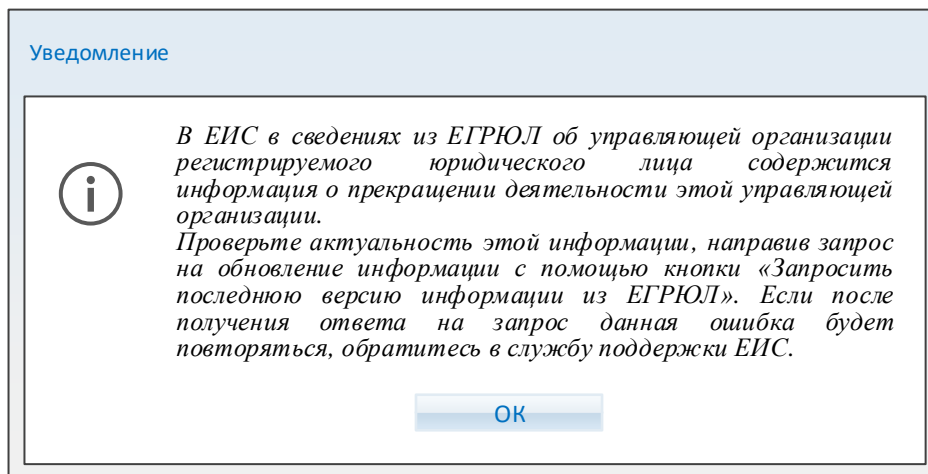 Уведомление
В ЕИС в сведениях из ЕГРЮЛ об управляющей организации
регистрируемого юридического лица содержится
информация о прекращении деятельности этой управляющей
организации.
Проверьте актуальность этой информации, направив запрос
на обновление информации с помощью кнопки «Запросить
последнюю версию информации из ЕГРЮЛ». Если после
получения ответа на запрос данная ошибка будет
повторяться, обратитесь в службу поддержки ЕИС.
ОК